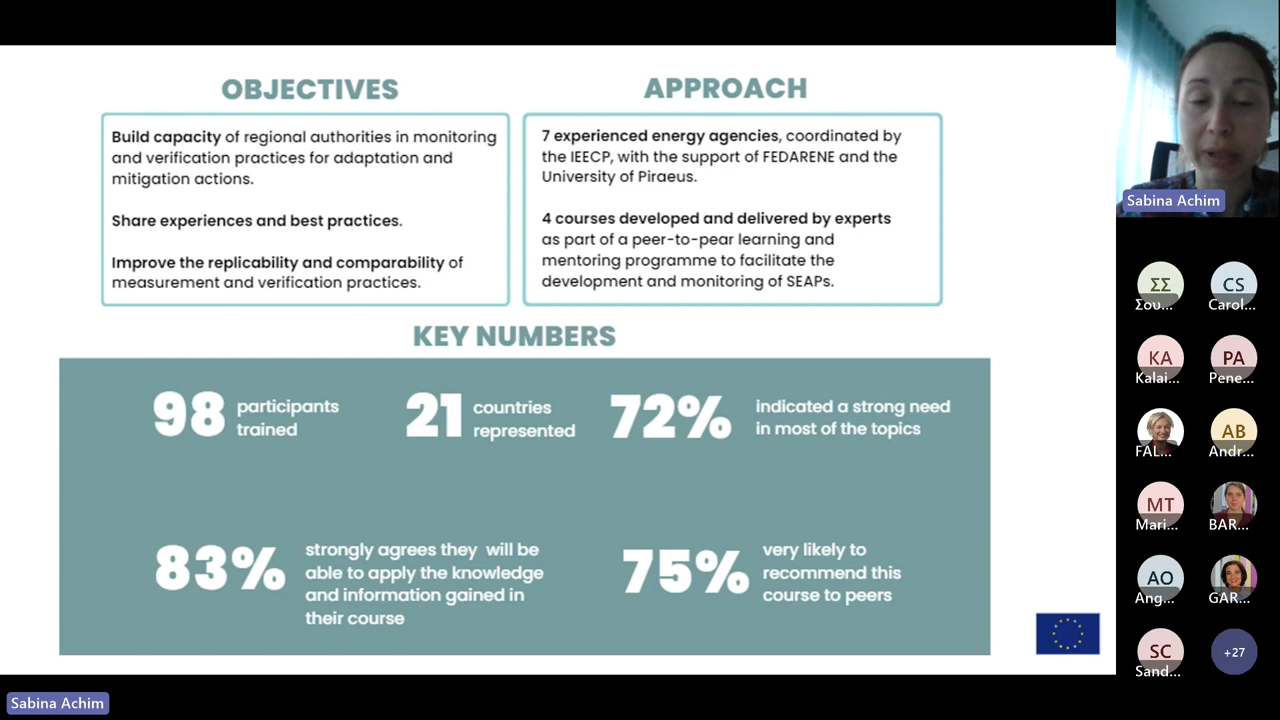 OBJECTIVES
Build capacity of regional authorities in monitoring
and verification practices for adaptation and
mitigation actions.
Share experiences and best practices.
Improve the replicability and comparability of
measurement and verification practices.
APPROACH
7 experienced energy agencies, coordinated by
the IEECP, with the support of FEDARENE and the
University of Piraeus.
4 courses developed and delivered by experts
as part of a peer-to-pear learning and
mentoring programme to facilitate the
development and monitoring of SEAPs.
KEY NUMBERS
98 participants
trained
21 countries
represented
72% indicated a strong need
in most of the topics
83% strongly agrees they will be
able to apply the knowledge
and information gained in
their course
75% very likely to
recommend this
course to peers
Sabina Achim
Sabina Achim
ΣΣ
Σου...
CS
Carol...
KA
Kalai...
PA
Pene...
FAL...
AB
Andr...
MT
Mari...
BAR...
AO
Ang...
GAR...
SC
Sand...
+27